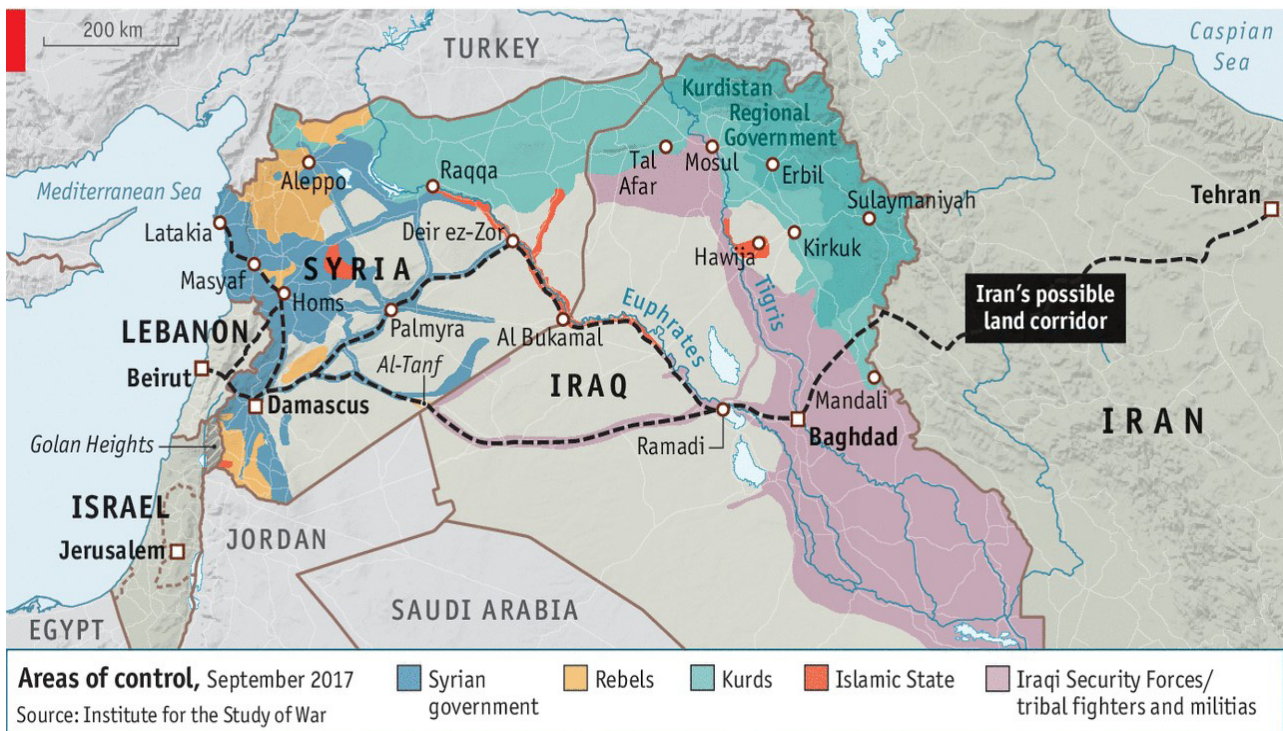 200 km
TURKEY
Caspian
Sea
Kurdistan
Regional
Government
Mediterranean Sea
Aleppo
Raqqa
Tal
Afar
Mosul
Erbil
Sulaymaniyah
Tehran
Latakia
Deir ez-Zor
Hawija
Kirkuk
Masyaf
SYRIA
Homs
Palmyra
Al Bukamal
Euphrates
Tigris
Iran's possible
land corridor
LEBANON
Beirut
Al-Tanf
IRAQ
Mandali
IRAN
Damascus
Golan Heights
Ramadi
Baghdad
ISRAEL
Jerusalem
JORDAN
SAUDI ARABIA
EGYPT
Areas of control, September 2017
Source: Institute for the Study of War
Syrian
government
Rebels
Kurds
Islamic State
Iraqi Security Forces/
tribal fighters and militias